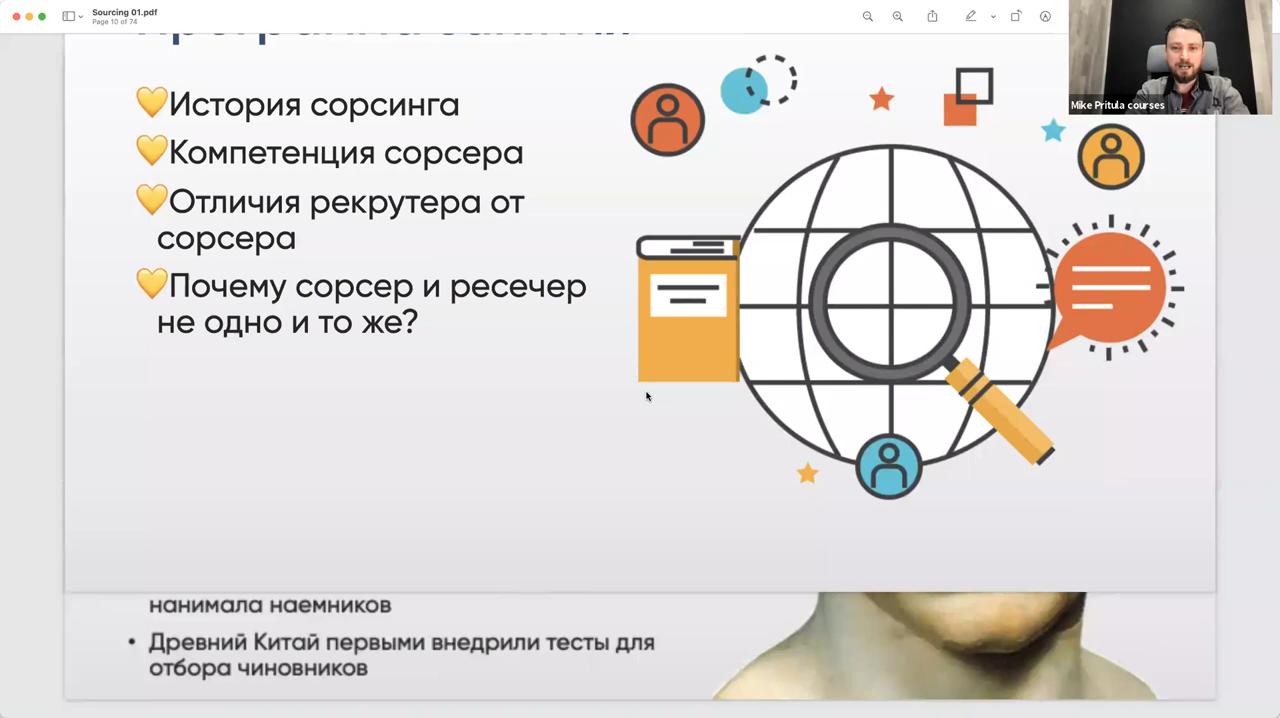 Sourcing 01.pdf
Page 10 of 74
Mike Pritula courses
💛История сорсинга
💛Компетенция сорсера
💛Отличия рекрутера от
сорсера
💛Почему сорсер и ресечер
не одно и то же?
нанимала наемников
• Древний Китай первыми внедрили тесты для
отбора чиновников